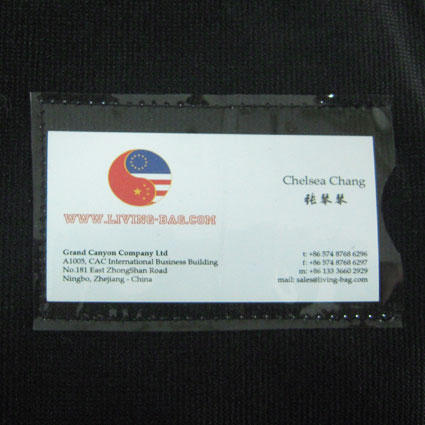 Chelsea Chang
张琴琴
WWW.LIVING-BAG.COM
Grand Canyon Company Ltd
A1005, CAC International Business Building
No.181 East ZhongShan Road
Ningbo, Zhejiang - China
t: +86 574 8768 6296
f: +86 574 8768 6297
m: +86 133 3660 2929
mail: sales@living-bag.com